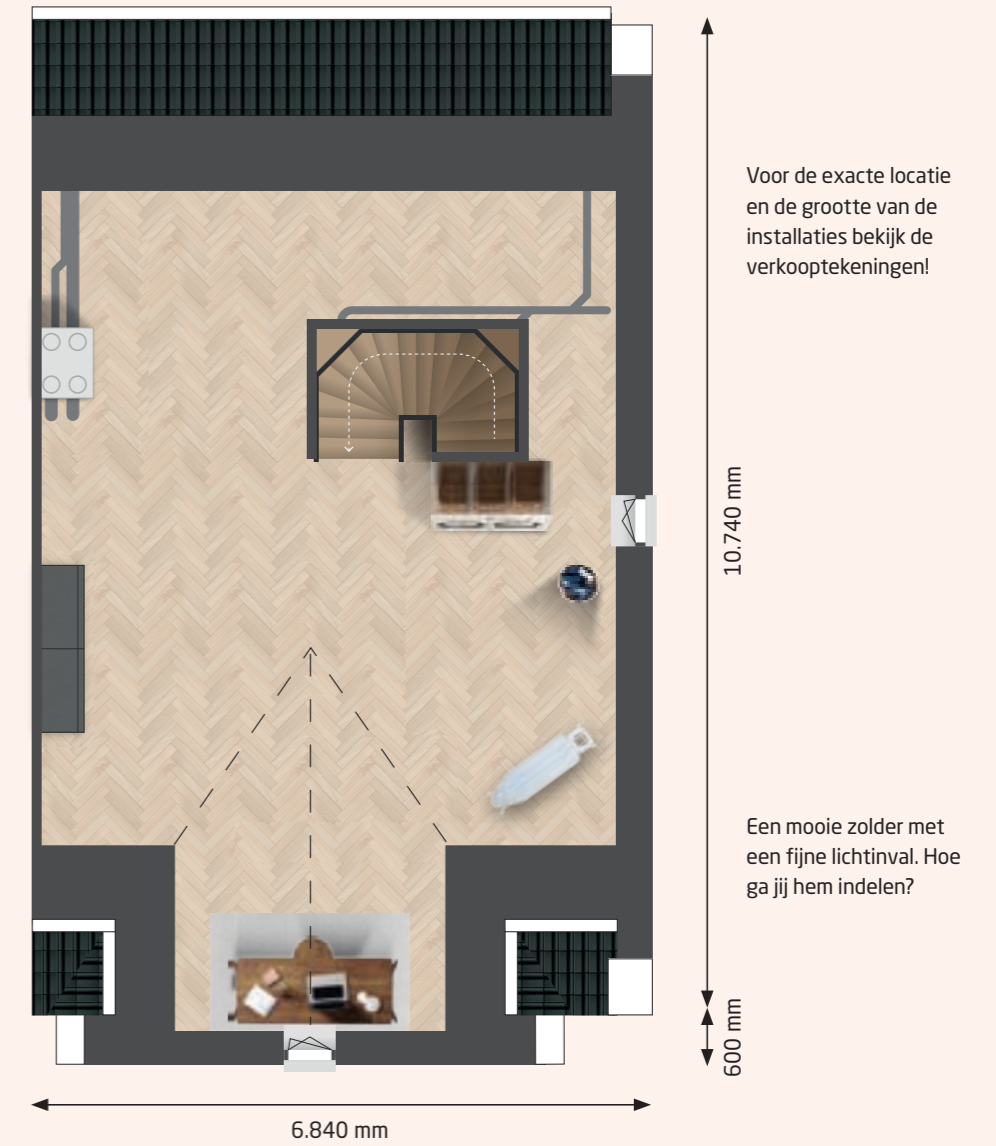 Voor de exacte locatie
en de grootte van de
installaties bekijk de
verkooptekeningen!
10.740 mm
Een mooie zolder met
een fijne lichtinval. Hoe
ga jij hem indelen?
600 mm
6.840 mm